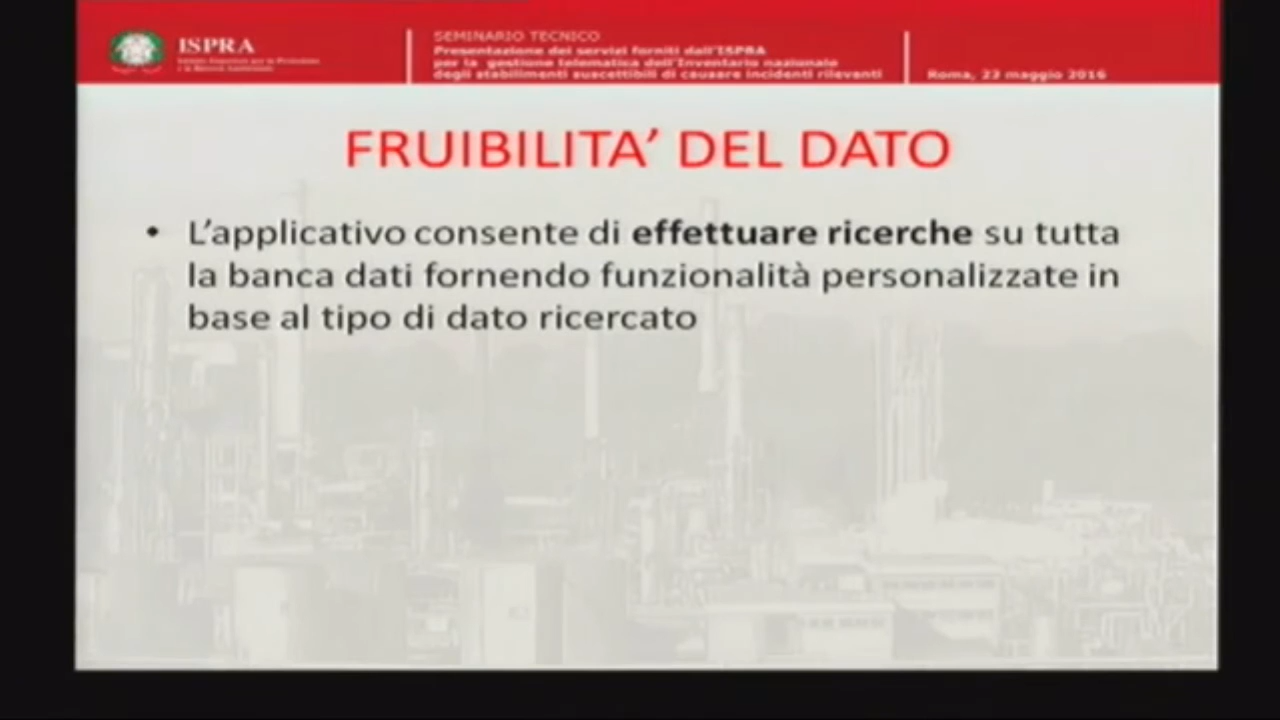 ISPRA
SEMINARIO TECNICO
Presentazione dei servizi forniti dall'ISPRA
per la gestione telematica dell'Inventario nazionale
degli stabilimenti suscettibili di causare incidenti rilevanti
Roma, 23 maggio 2016
FRUIBILITA’ DEL DATO
• L’applicativo consente di effettuare ricerche su tutta
la banca dati fornendo funzionalità personalizzate in
base al tipo di dato ricercato